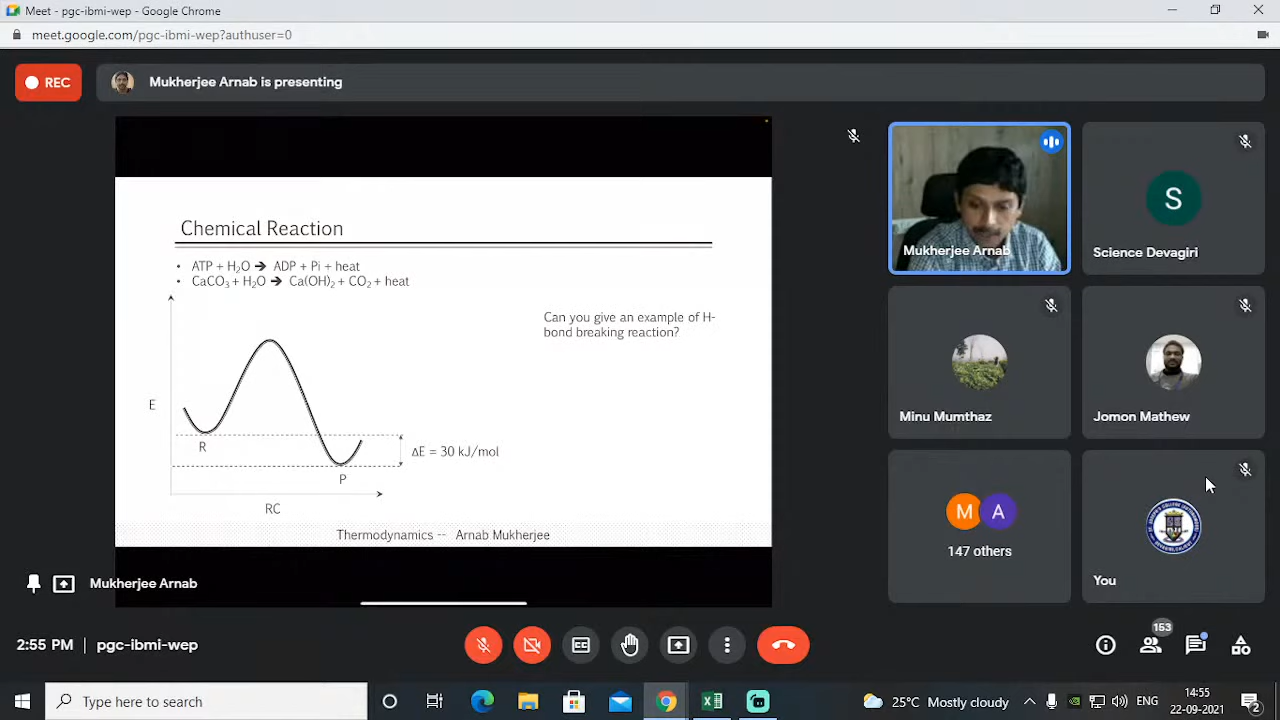 Meet - pgc-ibmi-wep - Google Chrome
meet.google.com/pgc-ibmi-wep?authuser=0
REC
Mukherjee Arnab is presenting
Chemical Reaction
• ATP + H₂O ➔ ADP + Pi + heat
• CaCO₃ + H₂O ➔ Ca(OH)₂ + CO₂ + heat
Can you give an example of H-
bond breaking reaction?
E
R
ΔE = 30 kJ/mol
P
RC
Thermodynamics -- Arnab Mukherjee
Mukherjee Arnab
Mukherjee Arnab
S
Science Devagiri
Minu Mumthaz
Jomon Mathew
M A
147 others
You
2:55 PM | pgc-ibmi-wep
153
Type here to search
25°C Mostly cloudy
ENG
14:55
22-09-2021
2